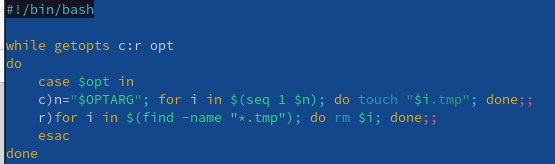 #!/bin/bash
while getopts c:r opt
do
    case $opt in
    c)n="$OPTARG"; for i in $(seq 1 $n); do touch "$i.tmp"; done;;
    r)for i in $(find -name "*.tmp"); do rm $i; done;;
    esac
done